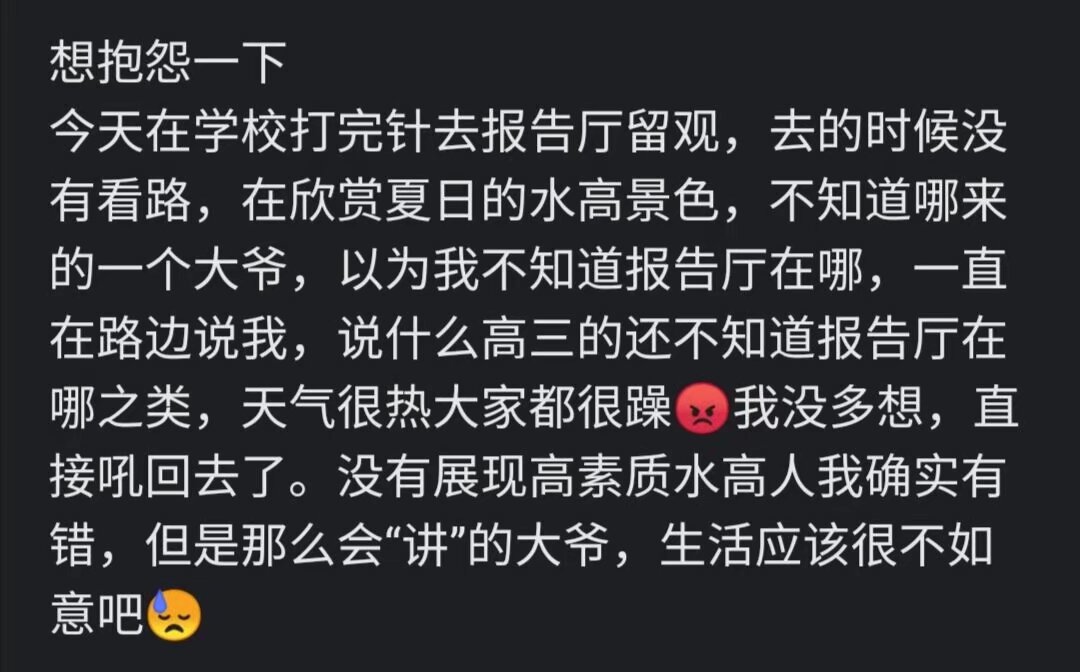 想抱怨一下
今天在学校打完针去报告厅留观，去的时候没
有看路，在欣赏夏日的水高景色，不知道哪来
的一个大爷，以为我不知道报告厅在哪，一直
在路边说我，说什么高三的还不知道报告厅在
哪之类，天气很热大家都很躁😡我没多想，直
接吼回去了。没有展现高素质水高人我确实有
错，但是那么会“讲”的大爷，生活应该很不如
意吧😓